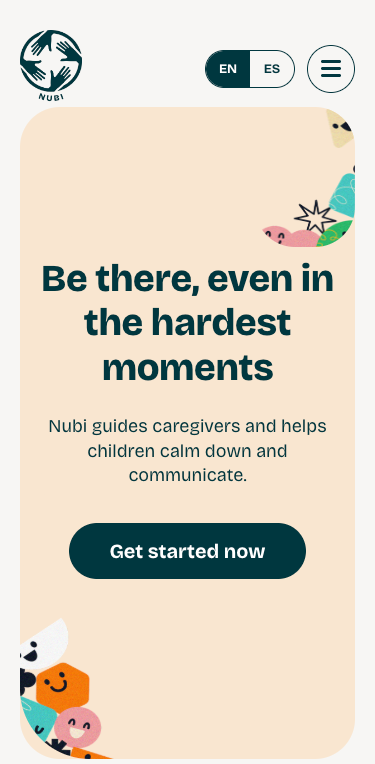 NUBI
EN ES
Be there, even in
the hardest
moments
Nubi guides caregivers and helps
children calm down and
communicate.
Get started now